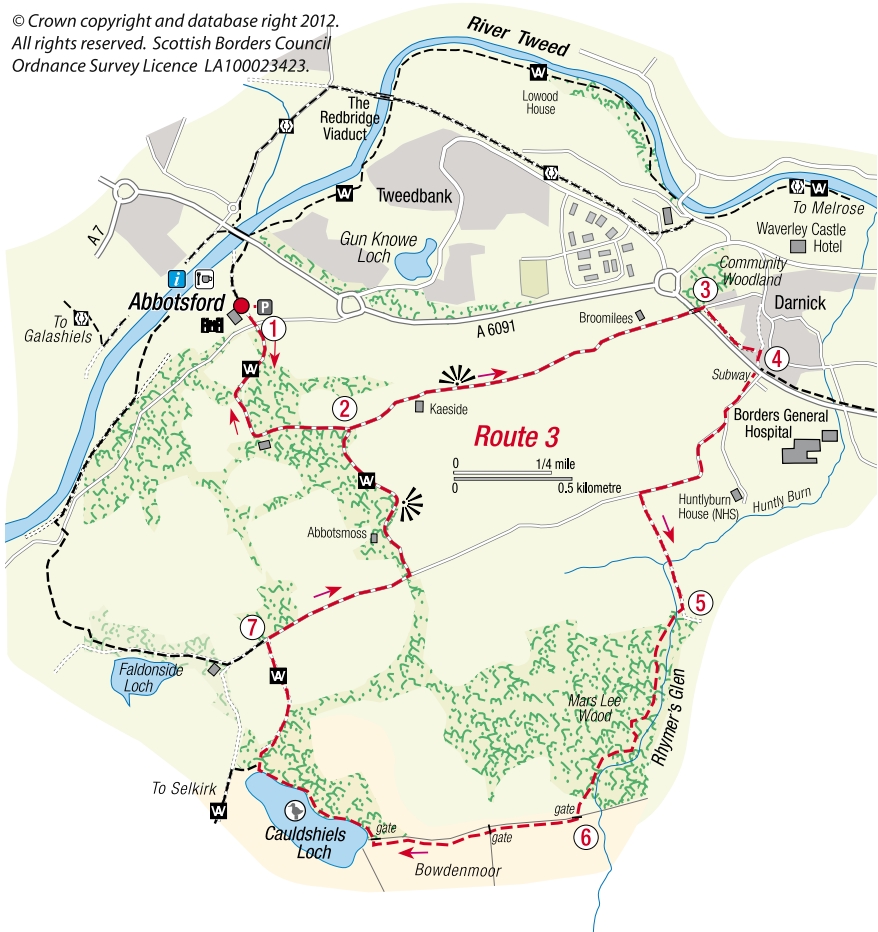 © Crown copyright and database right 2012.
All rights reserved. Scottish Borders Council
Ordnance Survey Licence LA100023423.
River Tweed
W
Lowood
House
The
Redbridge
Viaduct
W
Tweedbank
W
To Melrose
A7
Gun Knowe
Loch
Waverley Castle
Hotel
Community
Woodland
i
Abbotsford
P
3
Darnick
To
Galashiels
1
A 6091
Broomilees
4
Subway
W
2
Kaeside
Route 3
Borders General
Hospital
0 1/4 mile
0 0.5 kilometre
W
Huntlyburn
House (NHS)
Huntly Burn
Abbotsmoss
5
7
Faldonside
Loch
W
Mars Lee
Wood
Rhymer's Glen
To Selkirk
W
Cauldshiels
Loch
gate
gate
gate
6
Bowdenmoor